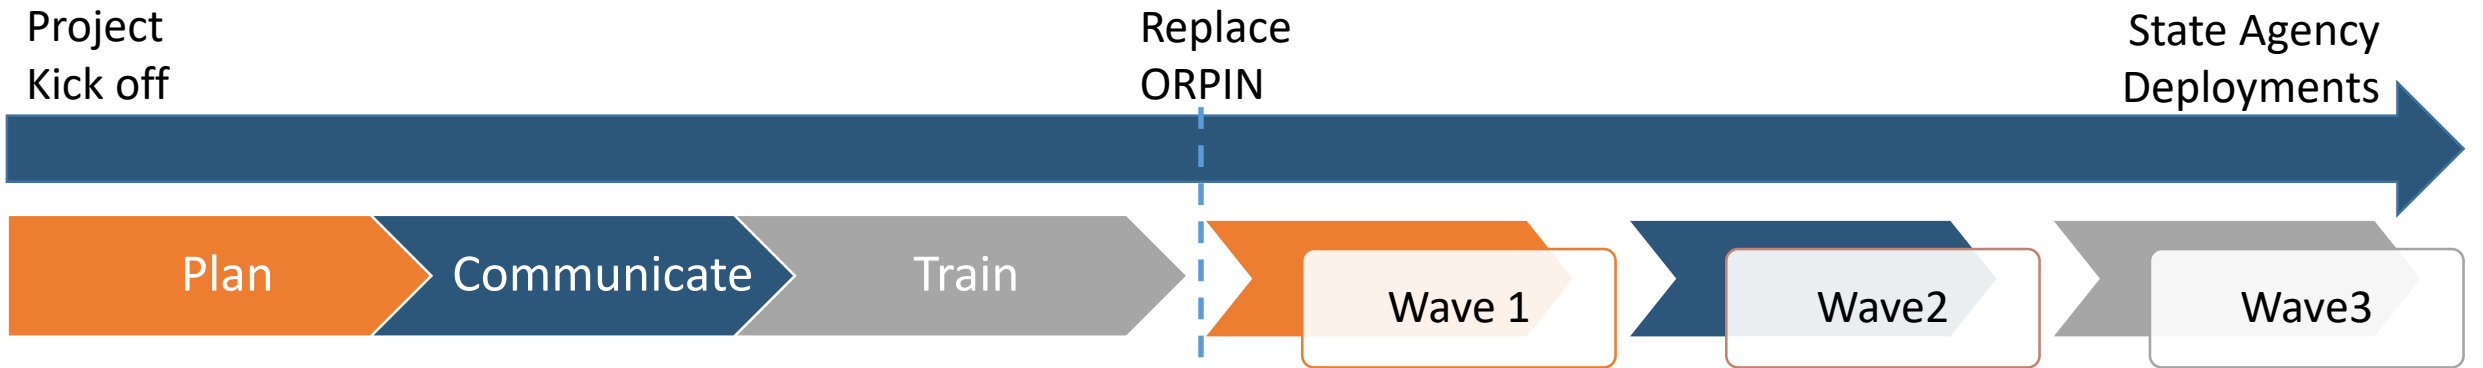 Project
Kick off
Replace
ORPIN
State Agency
Deployments
Plan
Communicate
Train
Wave 1
Wave2
Wave3